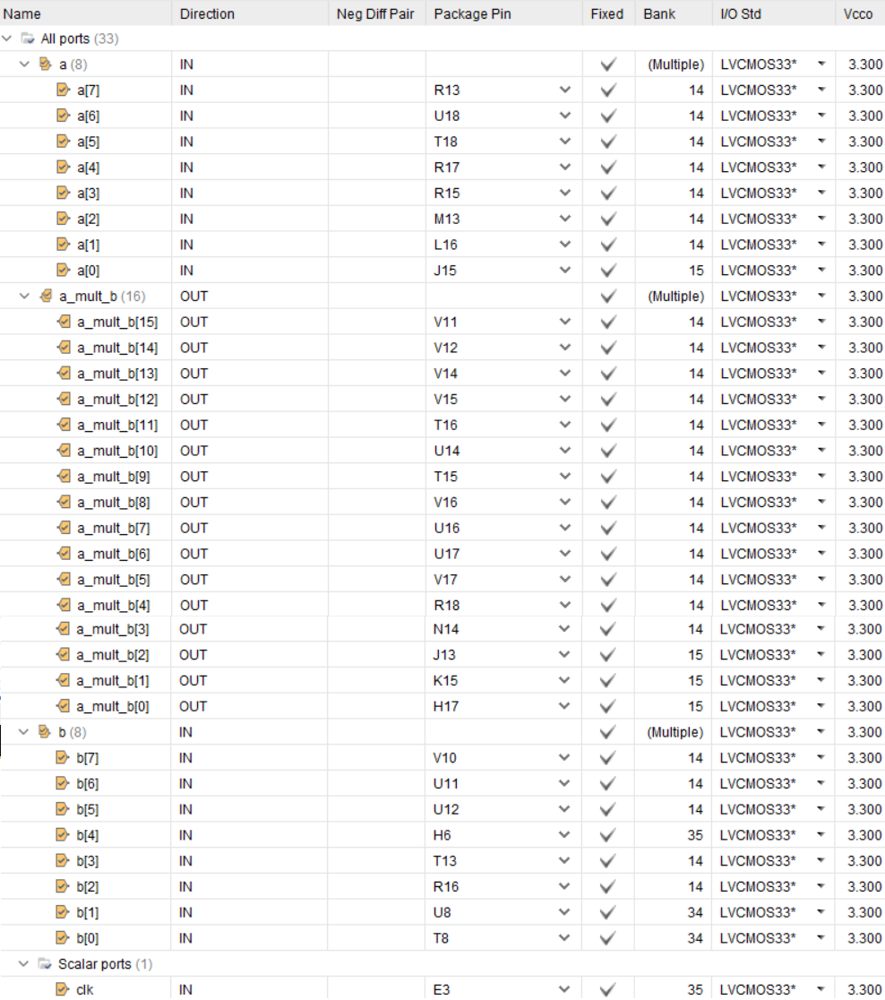 Name Direction Neg Diff Pair Package Pin Fixed Bank I/O Std Vcco
All ports (33)
a (8) IN (Multiple) LVCMOS33* 3.300
a[7] IN R13 14 LVCMOS33* 3.300
a[6] IN U18 14 LVCMOS33* 3.300
a[5] IN T18 14 LVCMOS33* 3.300
a[4] IN R17 14 LVCMOS33* 3.300
a[3] IN R15 14 LVCMOS33* 3.300
a[2] IN M13 14 LVCMOS33* 3.300
a[1] IN L16 14 LVCMOS33* 3.300
a[0] IN J15 15 LVCMOS33* 3.300
a_mult_b (16) OUT (Multiple) LVCMOS33* 3.300
a_mult_b[15] OUT V11 14 LVCMOS33* 3.300
a_mult_b[14] OUT V12 14 LVCMOS33* 3.300
a_mult_b[13] OUT V14 14 LVCMOS33* 3.300
a_mult_b[12] OUT V15 14 LVCMOS33* 3.300
a_mult_b[11] OUT T16 14 LVCMOS33* 3.300
a_mult_b[10] OUT U14 14 LVCMOS33* 3.300
a_mult_b[9] OUT T15 14 LVCMOS33* 3.300
a_mult_b[8] OUT V16 14 LVCMOS33* 3.300
a_mult_b[7] OUT U16 14 LVCMOS33* 3.300
a_mult_b[6] OUT U17 14 LVCMOS33* 3.300
a_mult_b[5] OUT V17 14 LVCMOS33* 3.300
a_mult_b[4] OUT R18 14 LVCMOS33* 3.300
a_mult_b[3] OUT N14 14 LVCMOS33* 3.300
a_mult_b[2] OUT J13 15 LVCMOS33* 3.300
a_mult_b[1] OUT K15 15 LVCMOS33* 3.300
a_mult_b[0] OUT H17 15 LVCMOS33* 3.300
b (8) IN (Multiple) LVCMOS33* 3.300
b[7] IN V10 14 LVCMOS33* 3.300
b[6] IN U11 14 LVCMOS33* 3.300
b[5] IN U12 14 LVCMOS33* 3.300
b[4] IN H6 35 LVCMOS33* 3.300
b[3] IN T13 14 LVCMOS33* 3.300
b[2] IN R16 14 LVCMOS33* 3.300
b[1] IN U8 34 LVCMOS33* 3.300
b[0] IN T8 34 LVCMOS33* 3.300
Scalar ports (1)
clk IN E3 35 LVCMOS33* 3.300